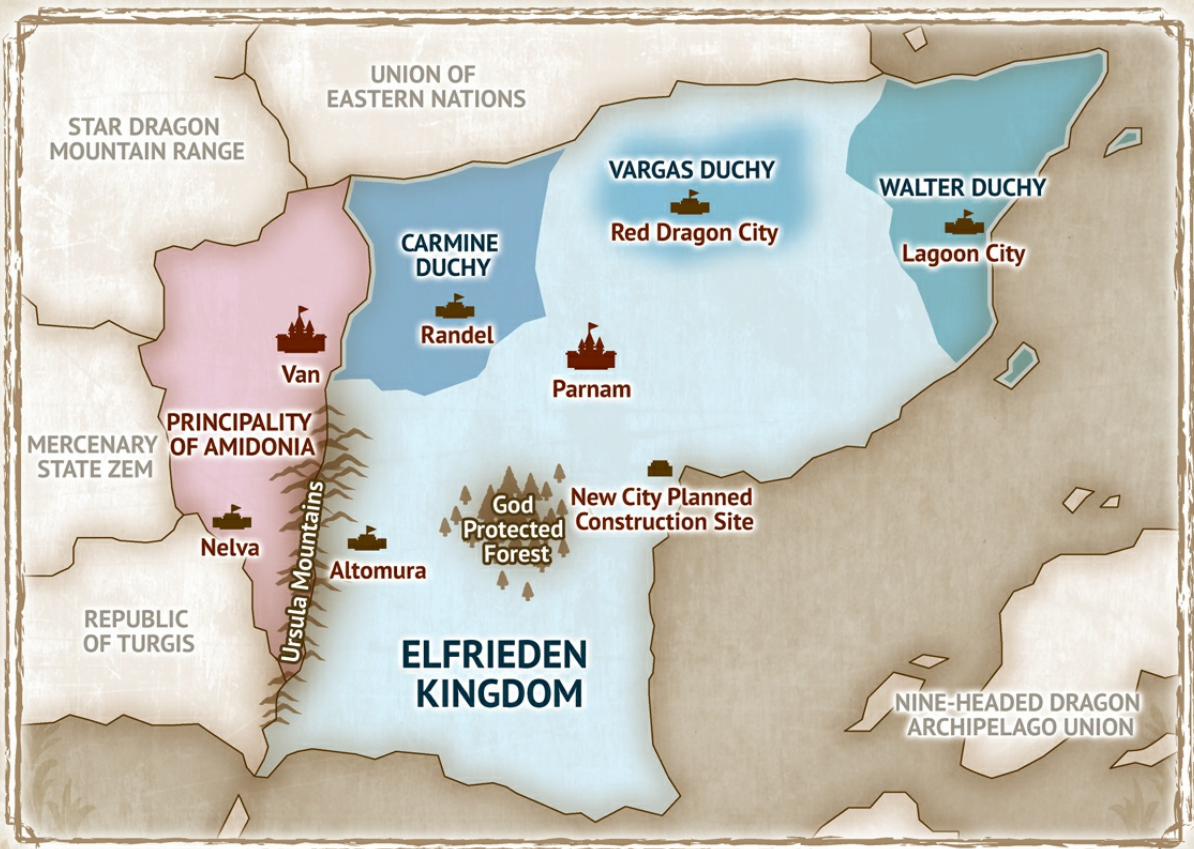 UNION OF
EASTERN NATIONS
STAR DRAGON
MOUNTAIN RANGE
VARGAS DUCHY
Red Dragon City
WALTER DUCHY
Lagoon City
CARMINE
DUCHY
Randel
Van
Parnam
PRINCIPALITY
OF AMIDONIA
MERCENARY
STATE ZEM
Nelva
Ursula Mountains
Altomura
God
Protected
Forest
New City Planned
Construction Site
REPUBLIC
OF TURGIS
ELFRIEDEN
KINGDOM
NINE-HEADED DRAGON
ARCHIPELAGO UNION